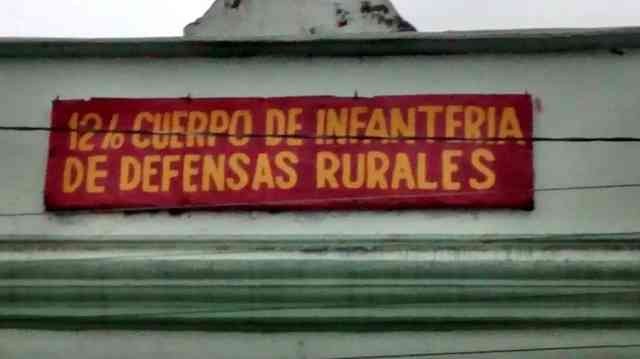 12/o CUERPO DE INFANTERIA
DE DEFENSAS RURALES